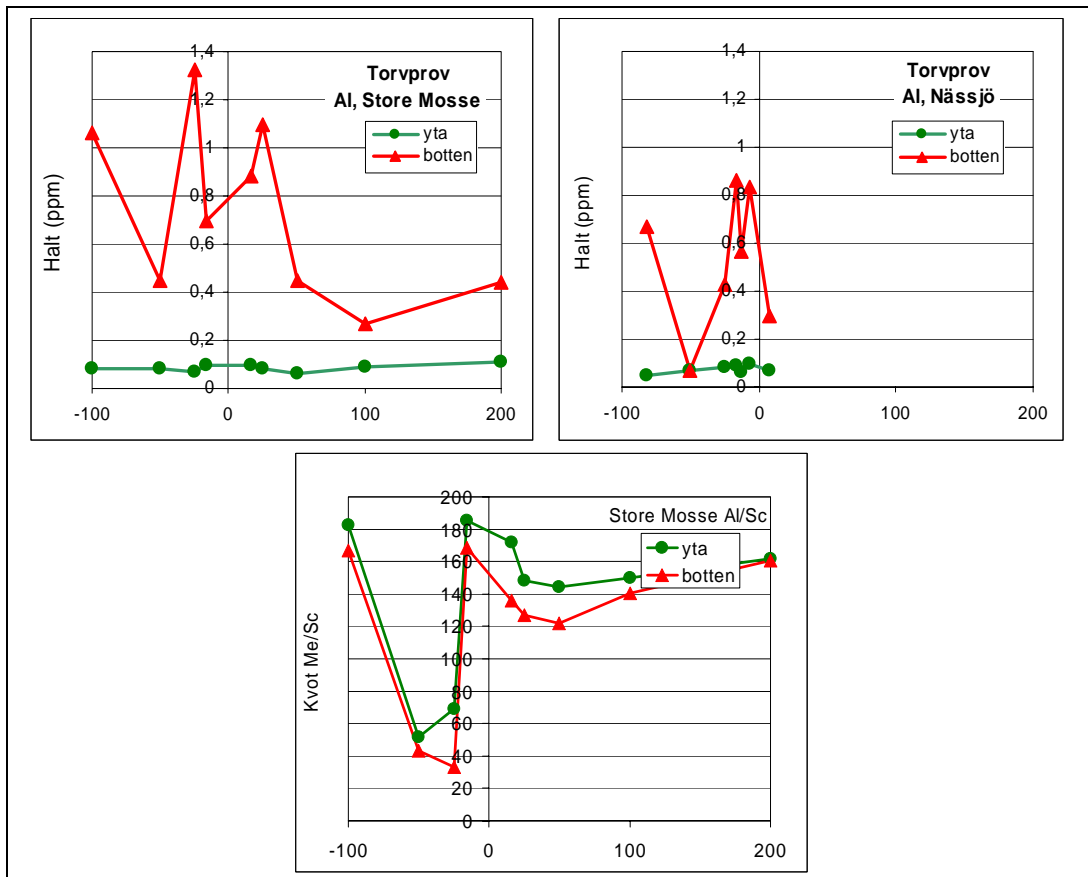 1,4
Torvprov
Al, Store Mosse
1,2
yta
botten
1
0,8
Halt (ppm)
0,6
0,4
0,2
0
-100 0 100 200
1,4
Torvprov
Al, Nässjö
1,2
yta
botten
1
0,8
Halt (ppm)
0,6
0,4
0,2
0
-100 0 100 200
200
Store Mosse Al/Sc
180
yta
160
botten
140
120
Kvot Me/Sc
100
80
60
40
20
0
-100 0 100 200